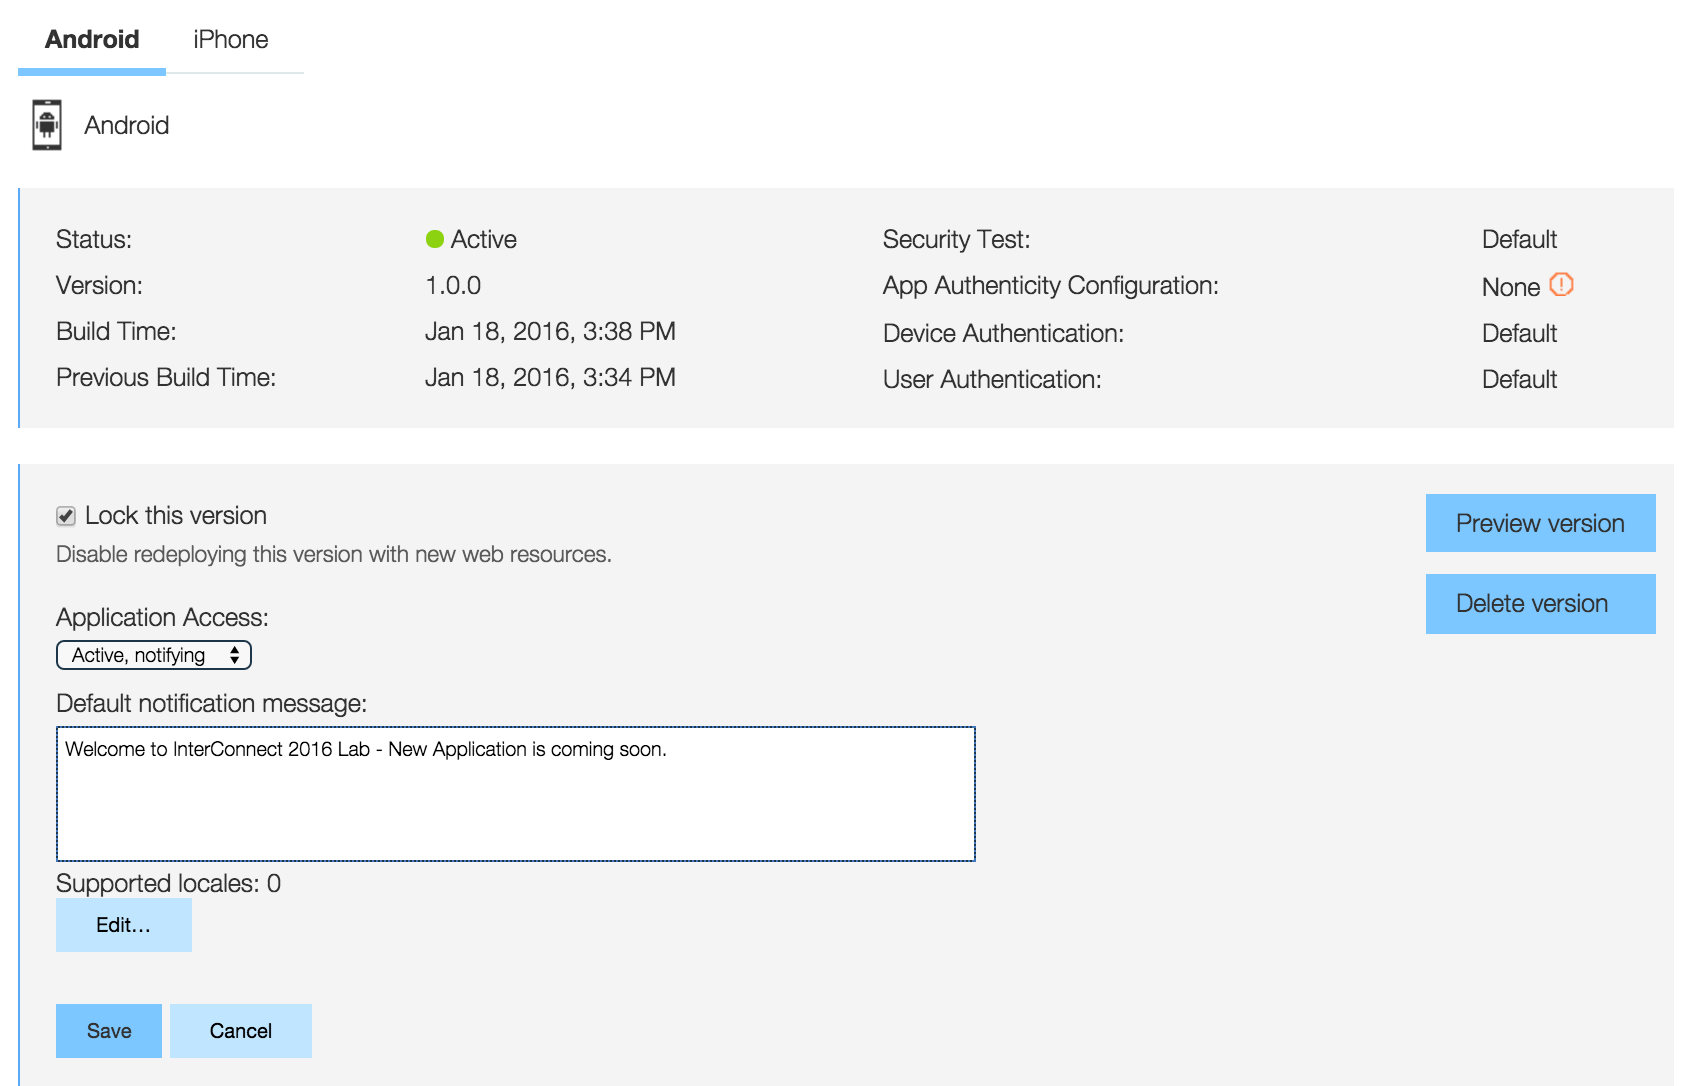 Android iPhone
Android
Status: Active Security Test: Default
Version: 1.0.0 App Authenticity Configuration: None
Build Time: Jan 18, 2016, 3:38 PM Device Authentication: Default
Previous Build Time: Jan 18, 2016, 3:34 PM User Authentication: Default
Lock this version
Disable redeploying this version with new web resources.
Preview version
Delete version
Application Access:
Active, notifying
Default notification message:
Welcome to InterConnect 2016 Lab - New Application is coming soon.
Supported locales: 0
Edit...
Save Cancel